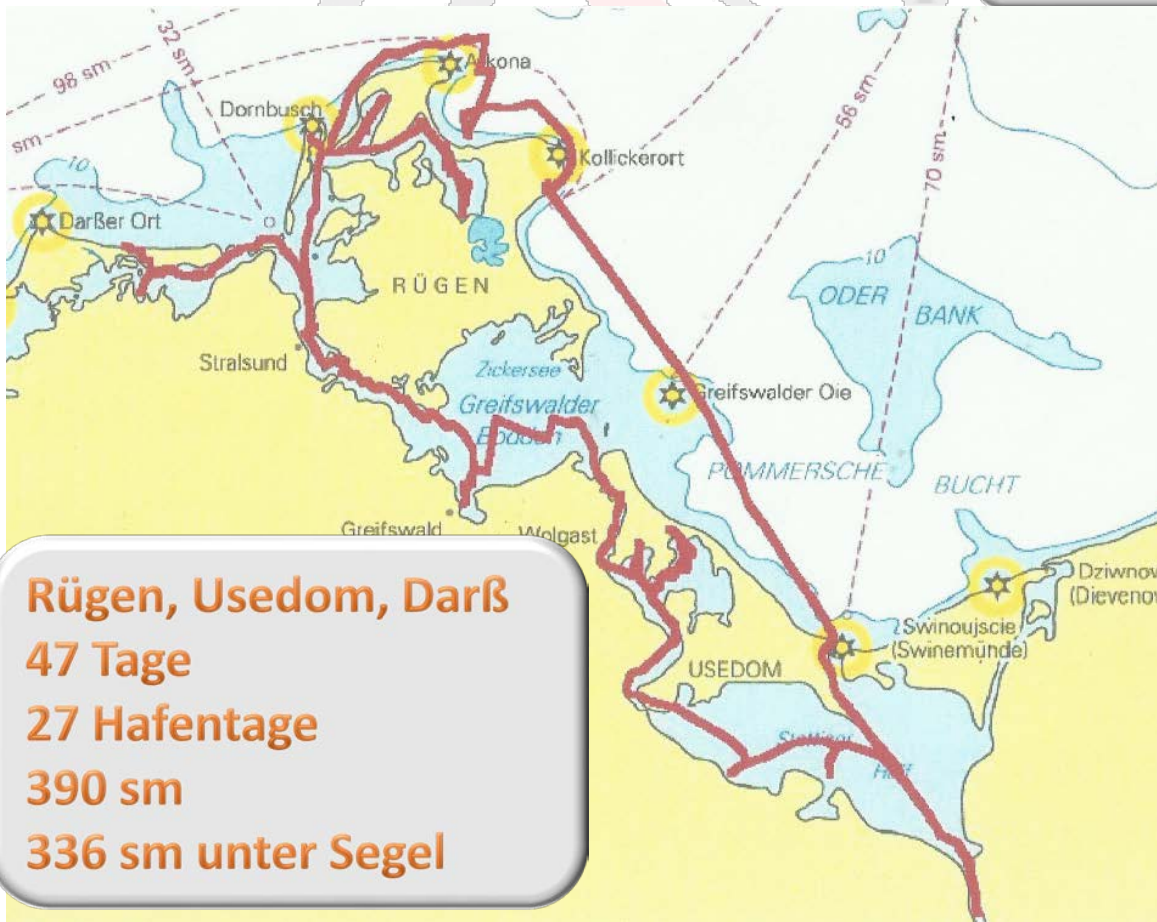 32 sm
98 sm
sm
56 sm
70 sm
Arkona
Dornbusch
Kollickerort
10
Darßer Ort
RÜGEN
10
ODER
BANK
Stralsund
Zickersee
Greifswalder
Bodden
Greifswalder Oie
POMMERSCHE
BUCHT
Greifswald
Wolgast
Dziwnow
(Dievenow
Swinoujscie
(Swinemünde)
USEDOM
Stettiner
Haff
Rügen, Usedom, Darß
47 Tage
27 Hafentage
390 sm
336 sm unter Segel